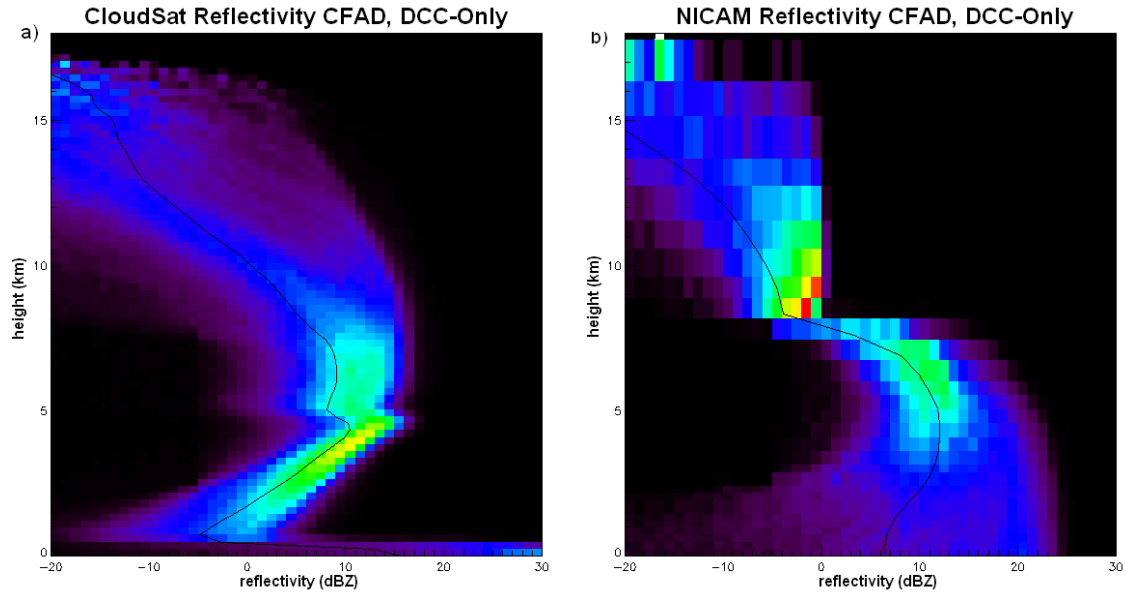 CloudSat Reflectivity CFAD, DCC-Only
NICAM Reflectivity CFAD, DCC-Only
a)
b)
15
10
5
0
height (km)
−20
−10
0
10
20
30
reflectivity (dBZ)
15
10
5
0
height (km)
−20
−10
0
10
20
30
reflectivity (dBZ)